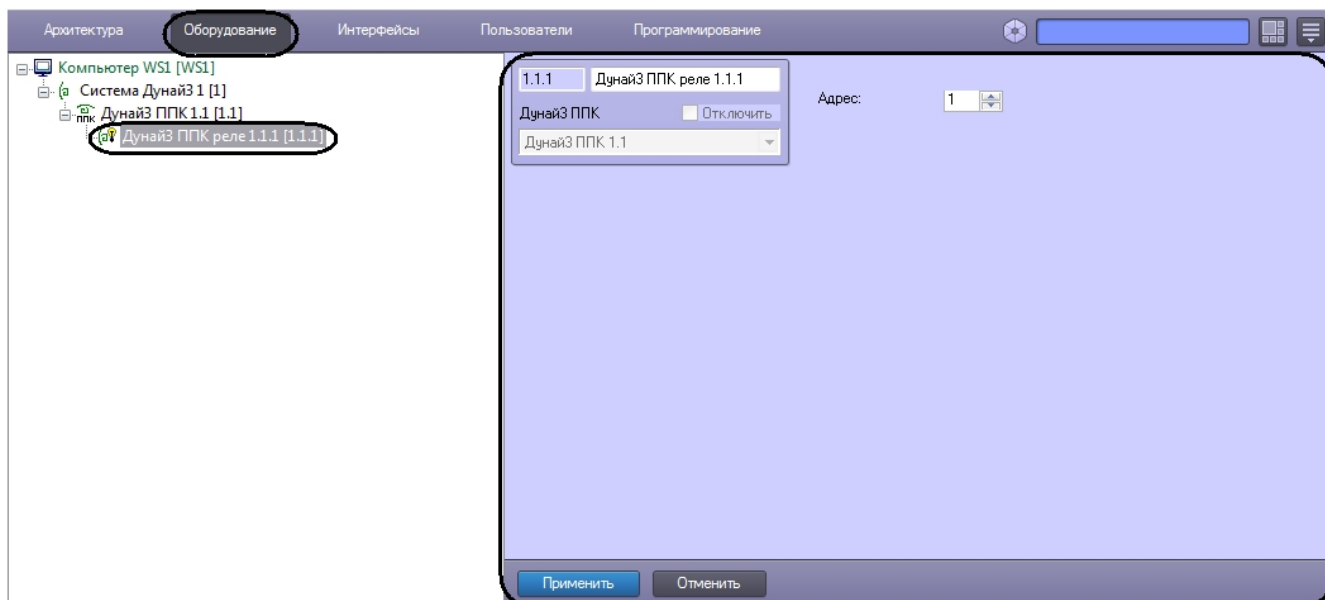 Архитектура Оборудование Интерфейсы Пользователи Программирование
Компьютер WS1 [WS1]
Система Дунай3 1 [1]
ППК Дунай3 ППК 1.1 [1.1]
Дунай3 ППК реле 1.1.1 [1.1.1]
1.1.1 Дунай3 ППК реле 1.1.1
Дунай3 ППК Отключить
Дунай3 ППК 1.1
Адрес: 1
Применить Отменить